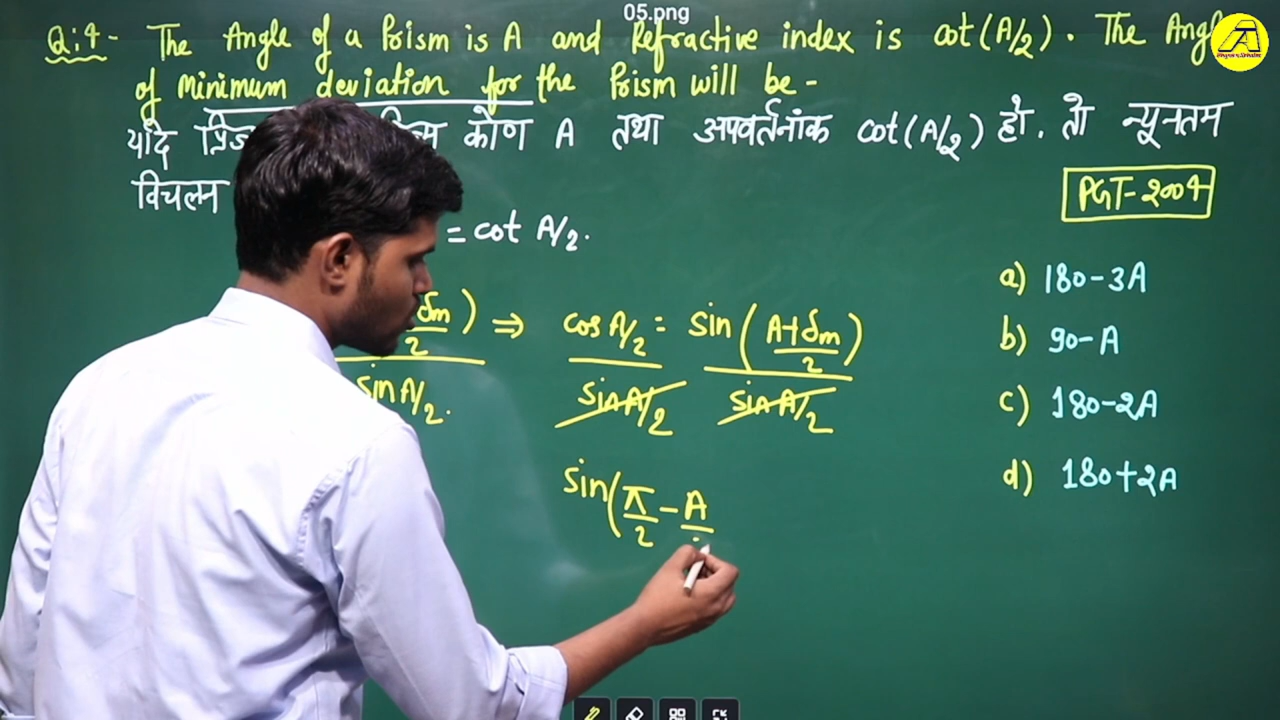 05.png
Q:4- The Angle of a Prism is A and Refractive index is cot(A/2). The Angle
of Minimum deviation for the Prism will be -
यदि कोण A तथा अपवर्तनांक cot(A/2) हो. तो न्यूनतम
विचलन
PGT-2004
= cot A/2.
δm/2) ⇒ cos A/2 / sin A/2 = sin(A+δm/2) / sin A/2
sin A/2.
sin(π/2 - A
a) 180-3A
b) 90-A
c) 180-2A
d) 180+2A